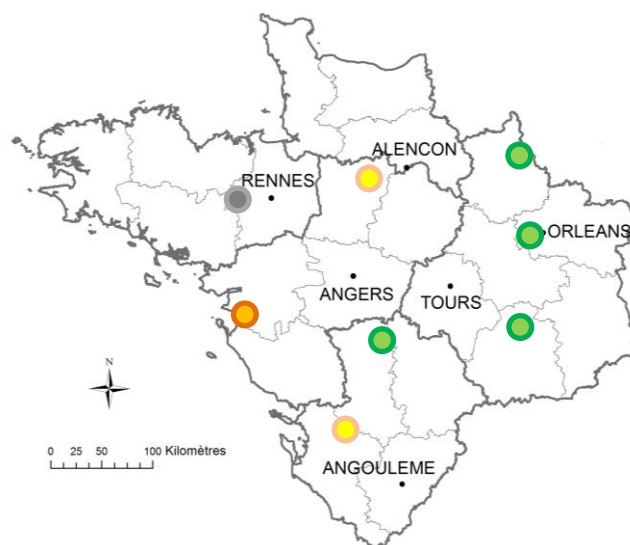 ALENCON
RENNES
ORLEANS
ANGERS
TOURS
N
0 25 50 100 Kilomètres
ANGOULEME